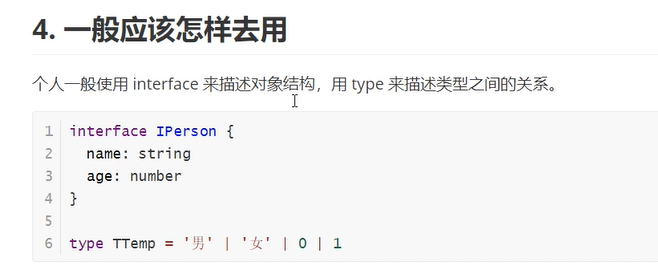 4. 一般应该怎样去用
个人一般使用 interface 来描述对象结构，用 type 来描述类型之间的关系。
1 interface IPerson {
2   name: string
3   age: number
4 }
5
6 type TTemp = '男' | '女' | 0 | 1